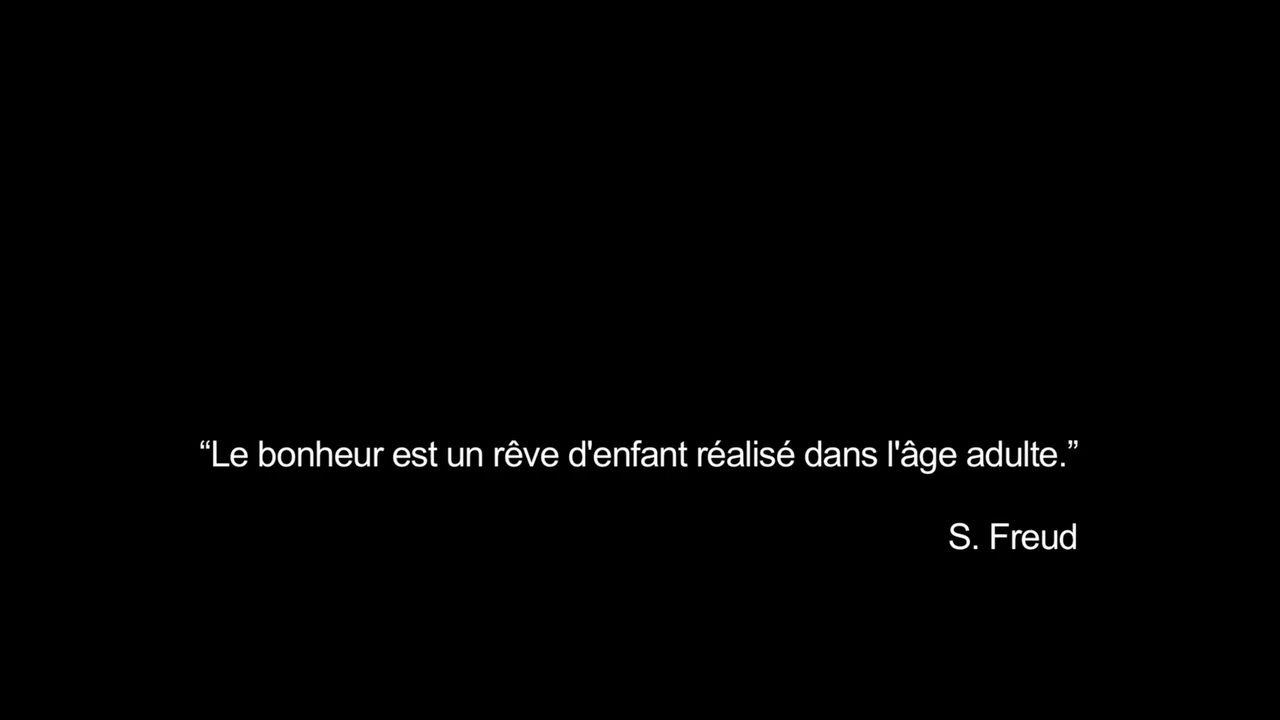 “Le bonheur est un rêve d'enfant réalisé dans l'âge adulte.”
S. Freud